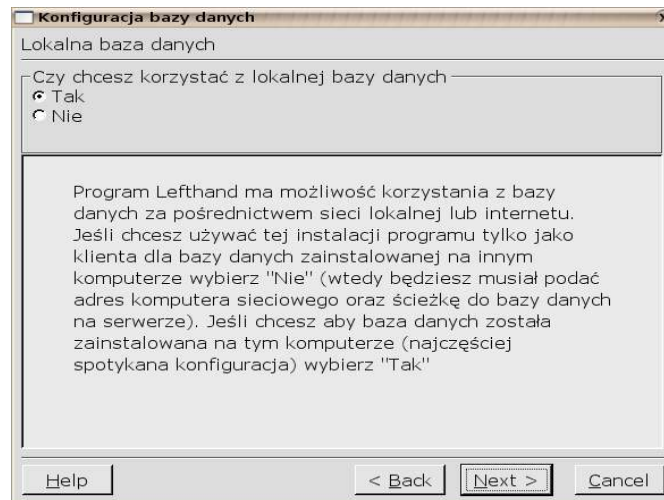 Konfiguracja bazy danych
Lokalna baza danych
Czy chcesz korzystać z lokalnej bazy danych
Tak
Nie
Program Lefthand ma możliwość korzystania z bazy
danych za pośrednictwem sieci lokalnej lub internetu.
Jeśli chcesz używać tej instalacji programu tylko jako
klienta dla bazy danych zainstalowanej na innym
komputerze wybierz "Nie" (wtedy będziesz musiał podać
adres komputera sieciowego oraz ścieżkę do bazy danych
na serwerze). Jeśli chcesz aby baza danych została
zainstalowana na tym komputerze (najczęściej
spotykana konfiguracja) wybierz "Tak"
Help < Back Next > Cancel